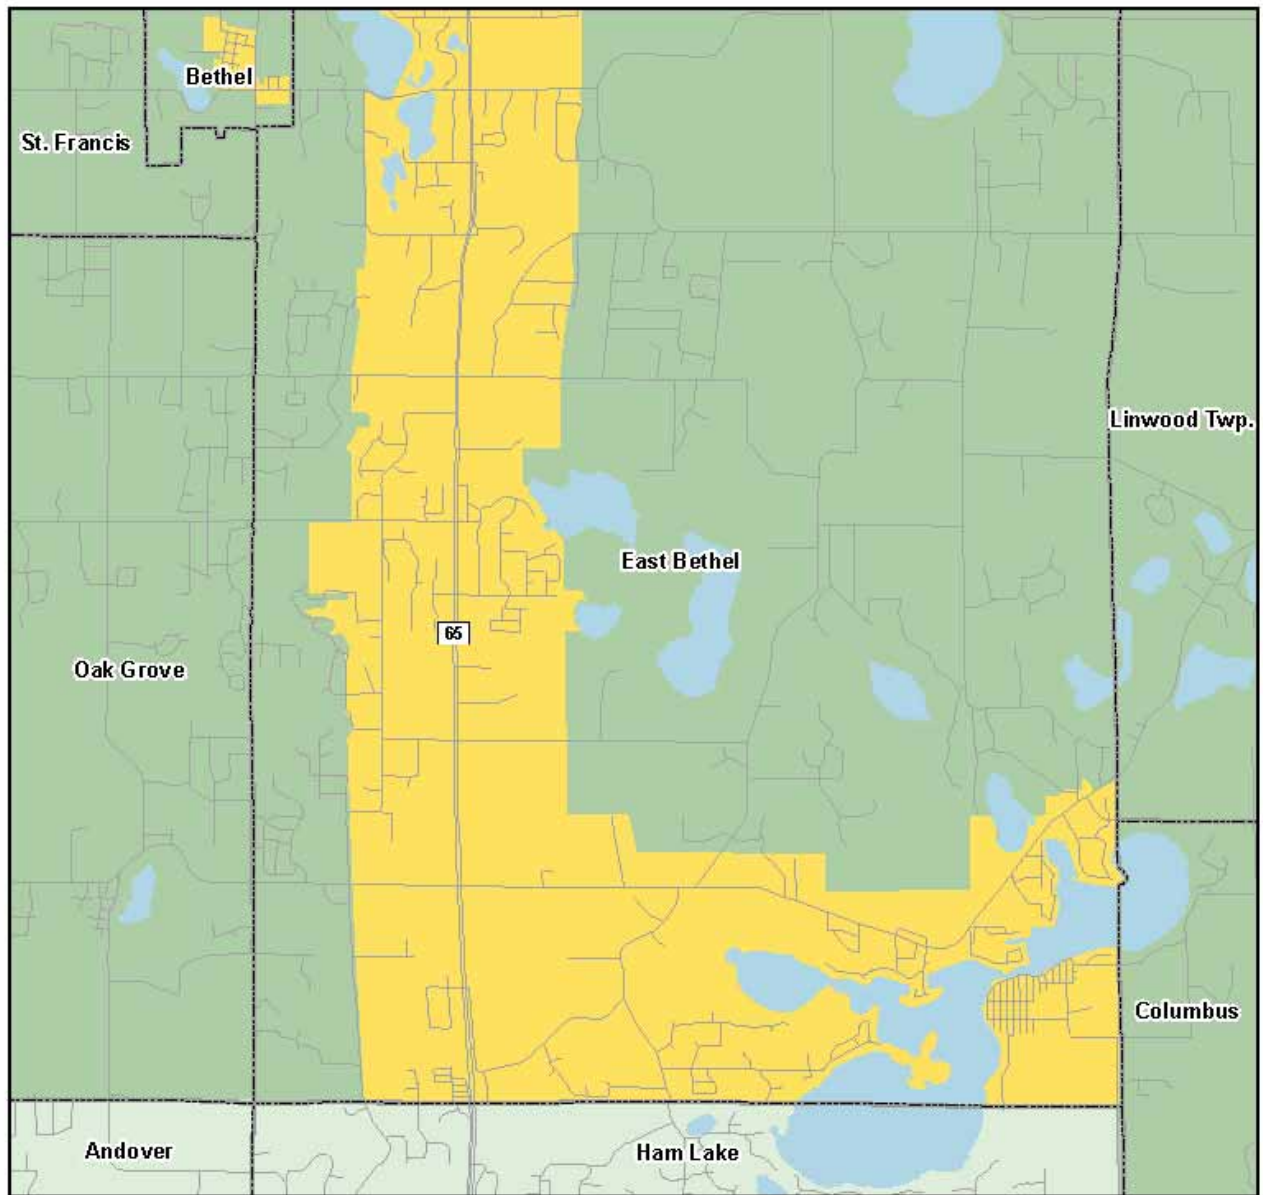 Bethel
St. Francis
Linwood Twp.
East Bethel
65
Oak Grove
Columbus
Andover
Ham Lake